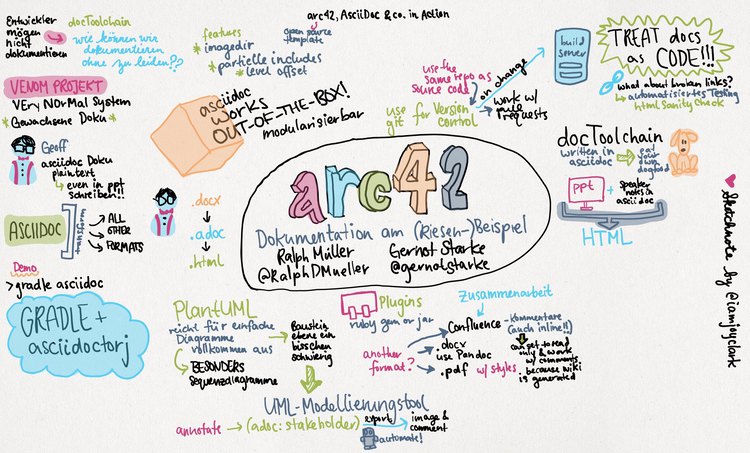 arc42, AsciiDoc & co. in Action
Entwickler
mögen
nicht
dokumentieren
docToolchain
wie können wir
dokumentieren
ohne zu leiden??
features
* imagedir
* partielle includes
* level offset
open source
template
VENOM PROJEKT
VEry NOrMal System
* Gewachsene Doku *
Geoff
asciidoc Doku
plaintext
even in ppt
schreiben!!
ASCIIDOC
transform
ALL
OTHER
FORMATS
Demo
> gradle asciidoc
GRADLE +
asciidoctorj
asciidoc
works
OUT-OF-THE-BOX!
modularisierbar
.docx
.adoc
.html
use the
same repo as
source code
use
git for Version
control
on change
work w/
pull
requests
build
server
TREAT docs
as CODE!!!
what about broken links?
automatisiertes Testing
html Sanity Check
docToolchain
written in
asciidoc
eat
your
own
dogfood
ppt
+ speaker
notes in
asciidoc
HTML
arc42
Dokumentation am (Riesen-)Beispiel
Ralph Müller
@RalphDMueller
Gernot Starke
@gernotstarke
PlantUML
reicht für einfache
Diagramme
vollkommen aus
BESONDERS
Sequenzdiagramme
Baustein
ebene ein
bisschen
schwierig
Plugins
ruby gem or jar
another
format?
Zusammenarbeit
Confluence
.docx
use Pandoc
.pdf w/styles
- kommentare
(auch inline!!)
can set to read
only & work
w/ comments
because wiki
is generated
UML-Modellierungstool
annotate
(adoc: stakeholder)
export
image &
comment
automate!
Sketchnote by @iamjoyclark